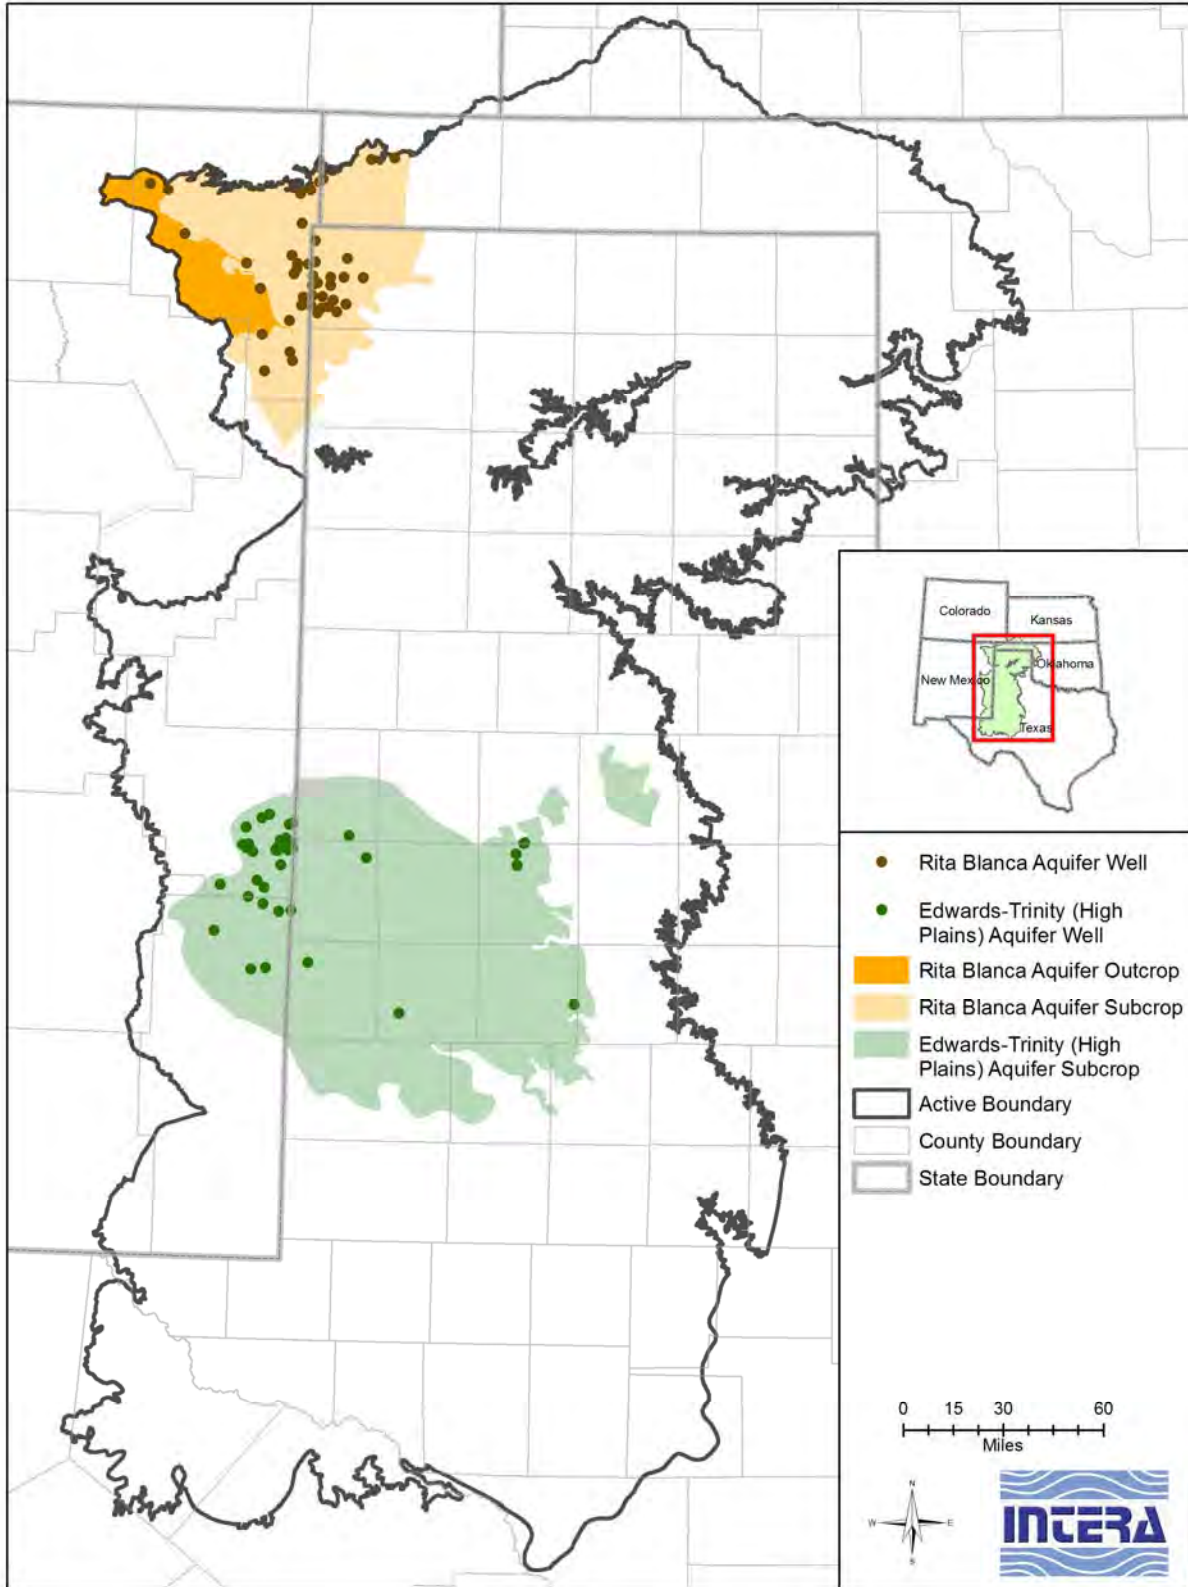 Colorado
Kansas
New Mexico
Oklahoma
Texas
Rita Blanca Aquifer Well
Edwards-Trinity (High
Plains) Aquifer Well
Rita Blanca Aquifer Outcrop
Rita Blanca Aquifer Subcrop
Edwards-Trinity (High
Plains) Aquifer Subcrop
Active Boundary
County Boundary
State Boundary
0 15 30 60
Miles
N
W E
S
INTERA